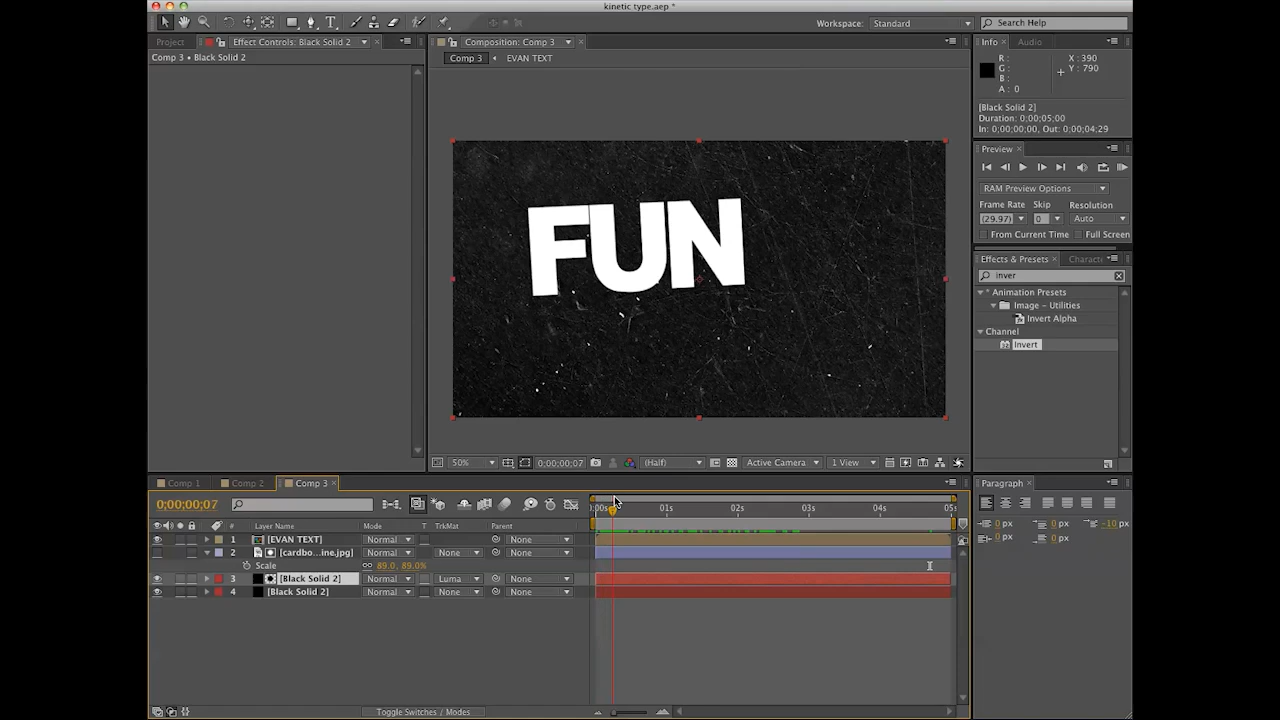 kinetic type.aep *
Workspace: Standard
Search Help
Project Effect Controls: Black Solid 2
Comp 3 • Black Solid 2
Composition: Comp 3
Comp 3 EVAN TEXT
FUN
50% 0;00;00;07 (Half) Active Camera 1 View
Info Audio
R :
G :
B :
A : 0
X : 390
Y : 790
[Black Solid 2]
Duration: 0;00;05;00
In: 0;00;00;00, Out: 0;00;04;29
Preview
RAM Preview Options
Frame Rate Skip Resolution
(29.97) 0 Auto
From Current Time Full Screen
Effects & Presets Characte
inver
* Animation Presets
Image – Utilities
Invert Alpha
Channel
Invert
Comp 1 Comp 2 Comp 3
0;00;00;07
:00s 01s 02s 03s 04s 05s
# Layer Name Mode T TrkMat Parent
1 [EVAN TEXT] Normal None
2 [cardbo...ine.jpg] Normal None None
Scale 89.0, 89.0%
3 [Black Solid 2] Normal Luma None
4 [Black Solid 2] Normal None None
Toggle Switches / Modes
Paragraph
0 px 0 px -10 px
0 px 0 px